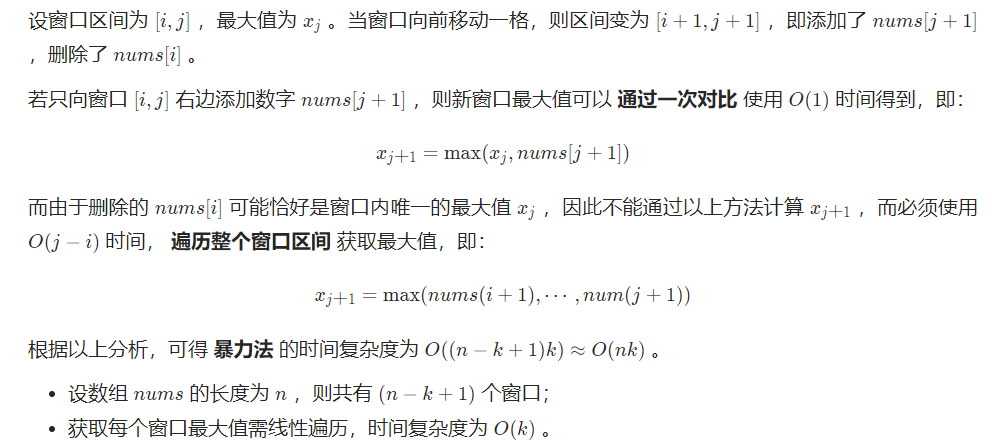 设窗口区间为 [i, j] ，最大值为 x_j 。当窗口向前移动一格，则区间变为 [i + 1, j + 1] ，即添加了 nums[j + 1]
，删除了 nums[i] 。
若只向窗口 [i, j] 右边添加数字 nums[j + 1] ，则新窗口最大值可以 通过一次对比 使用 O(1) 时间得到，即：
x_{j+1} = max(x_j, nums[j + 1])
而由于删除的 nums[i] 可能恰好是窗口内唯一的最大值 x_j ，因此不能通过以上方法计算 x_{j+1} ，而必须使用
O(j − i) 时间， 遍历整个窗口区间 获取最大值，即：
x_{j+1} = max(nums(i + 1), ⋯ , num(j + 1))
根据以上分析，可得 暴力法 的时间复杂度为 O((n − k + 1)k) ≈ O(nk) 。
• 设数组 nums 的长度为 n ，则共有 (n − k + 1) 个窗口；
• 获取每个窗口最大值需线性遍历，时间复杂度为 O(k) 。